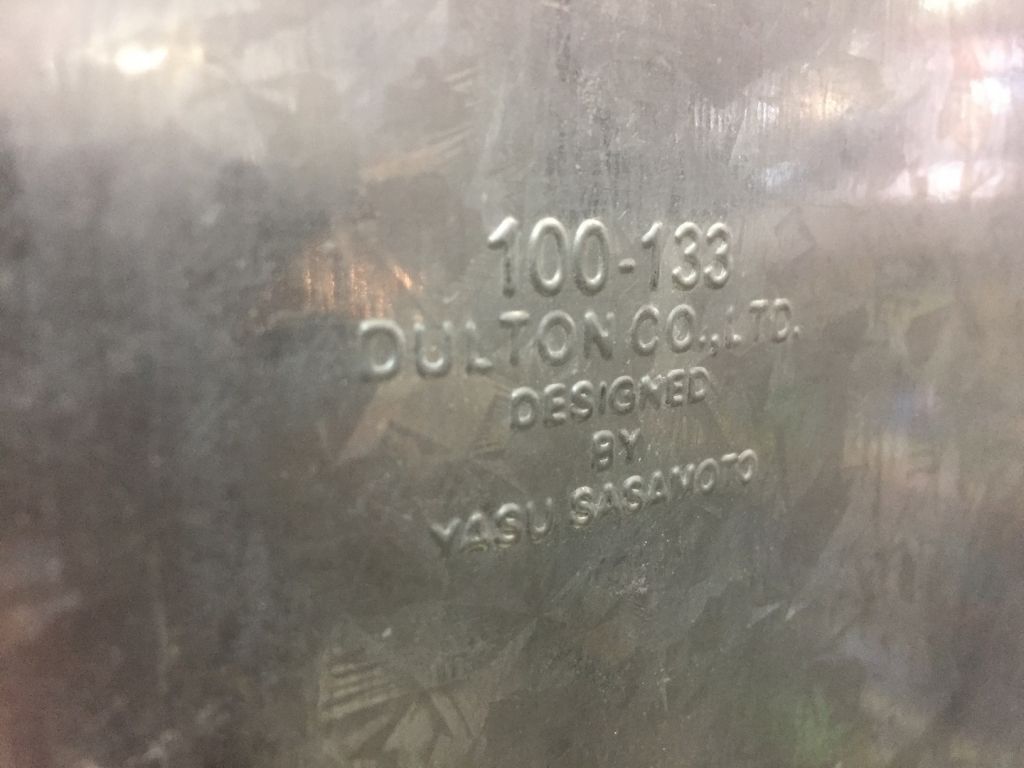 100-133
DULTON CO., LTD.
DESIGNED
BY
YASU SASAMOTO